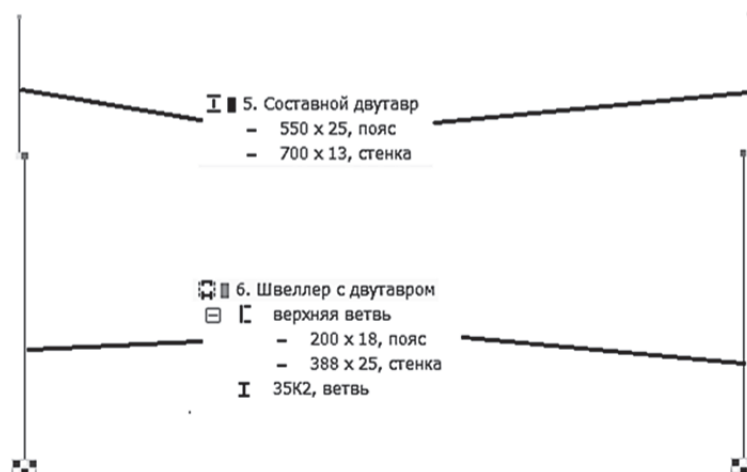 5. Составной двутавр
550 x 25, пояс
700 x 13, стенка
6. Швеллер с двутавром
верхняя ветвь
200 x 18, пояс
388 x 25, стенка
35К2, ветвь